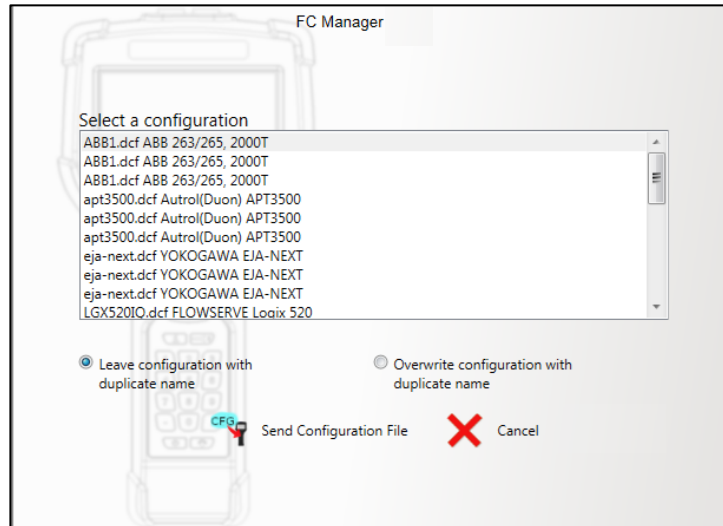 FC Manager
Select a configuration
ABB1.dcf ABB 263/265, 2000T
ABB1.dcf ABB 263/265, 2000T
ABB1.dcf ABB 263/265, 2000T
apt3500.dcf Autrol(Duon) APT3500
apt3500.dcf Autrol(Duon) APT3500
apt3500.dcf Autrol(Duon) APT3500
eja-next.dcf YOKOGAWA EJA-NEXT
eja-next.dcf YOKOGAWA EJA-NEXT
eja-next.dcf YOKOGAWA EJA-NEXT
LGX520IO.dcf FLOWSERVE Logix 520
Leave configuration with
duplicate name
Overwrite configuration with
duplicate name
CFG
Send Configuration File
Cancel